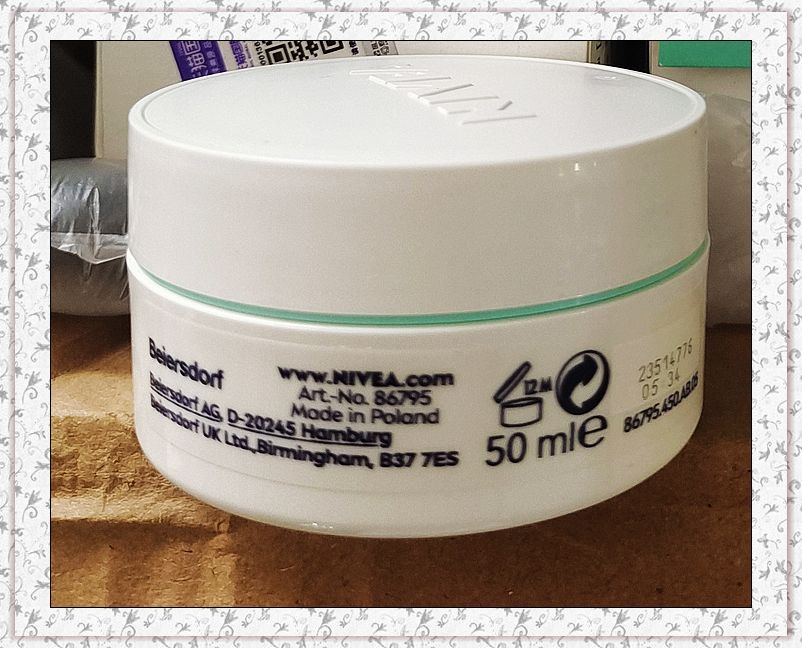 Beiersdorf
Beiersdorf AG, D-20245 Hamburg
Beiersdorf UK Ltd.,Birmingham, B37 7ES
www.NIVEA.com
Art.-No. 86795
Made in Poland
12M
50 ml e
23514776
05 34
86795.450.AB.05